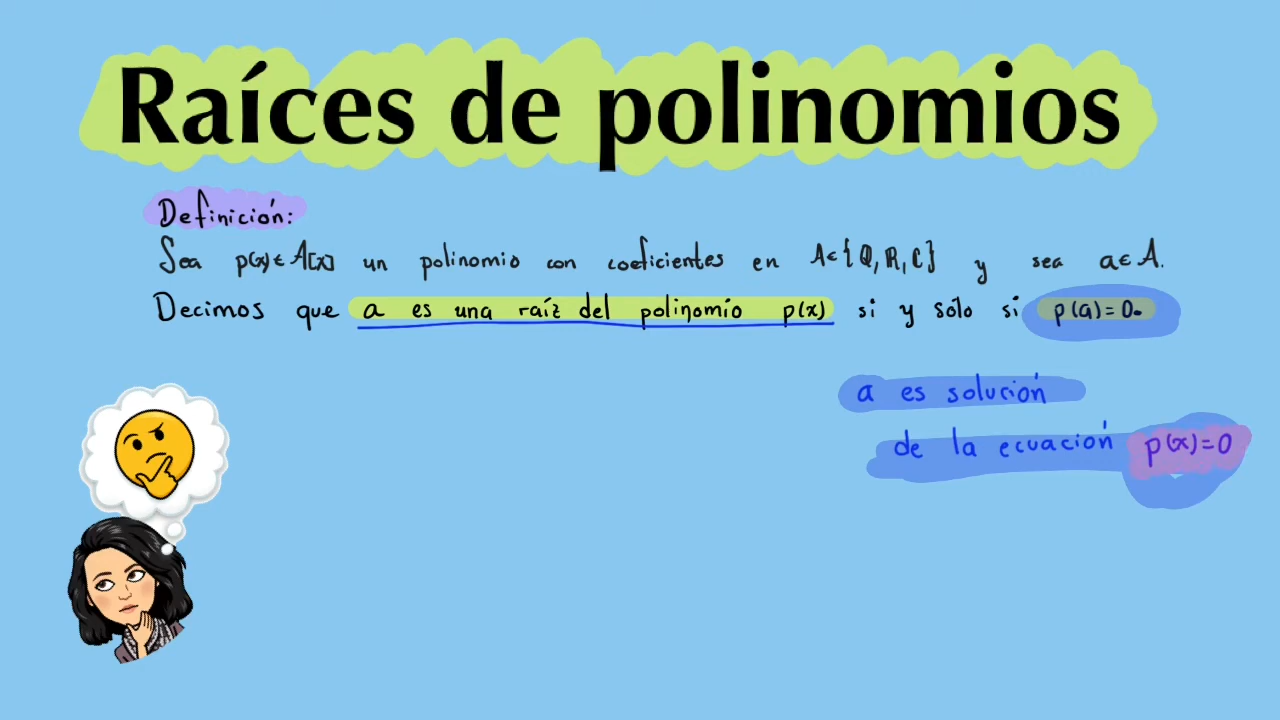 Raíces de polinomios
Definición:
Sea p(x) ∈ A[x] un polinomio con coeficientes en A ∈ {ℚ, ℝ, ℂ} y sea a ∈ A.
Decimos que a es una raíz del polinomio p(x) si y sólo si p(a)=0.
a es solución
de la ecuación p(x)=0